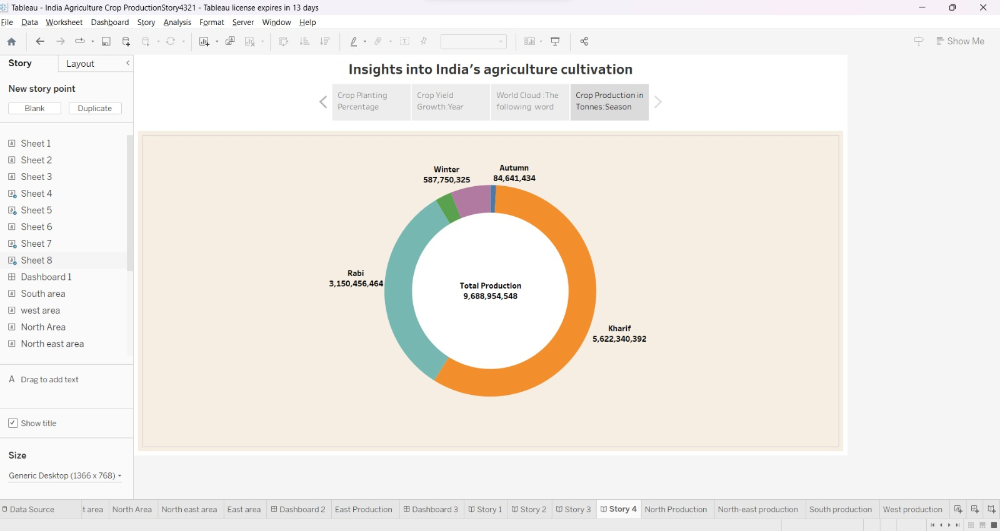 Tableau - India Agriculture Crop ProductionStory4321 - Tableau license expires in 13 days
File Data Worksheet Dashboard Story Analysis Format Server Window Help
Show Me
Story Layout
New story point
Blank Duplicate
Sheet 1
Sheet 2
Sheet 3
Sheet 4
Sheet 5
Sheet 6
Sheet 7
Sheet 8
Dashboard 1
South area
west area
North Area
North east area
A Drag to add text
Show title
Size
Generic Desktop (1366 x 768)
Insights into India's agriculture cultivation
Crop Planting
Percentage
Crop Yield
Growth:Year
World Cloud :The
following word
Crop Production in
Tonnes:Season
Winter
587,750,325
Autumn
84,641,434
Rabi
3,150,456,464
Total Production
9,688,954,548
Kharif
5,622,340,392
Data Source t area North Area North east area East area Dashboard 2 East Production Dashboard 3 Story 1 Story 2 Story 3 Story 4 North Production North-east production South production West production